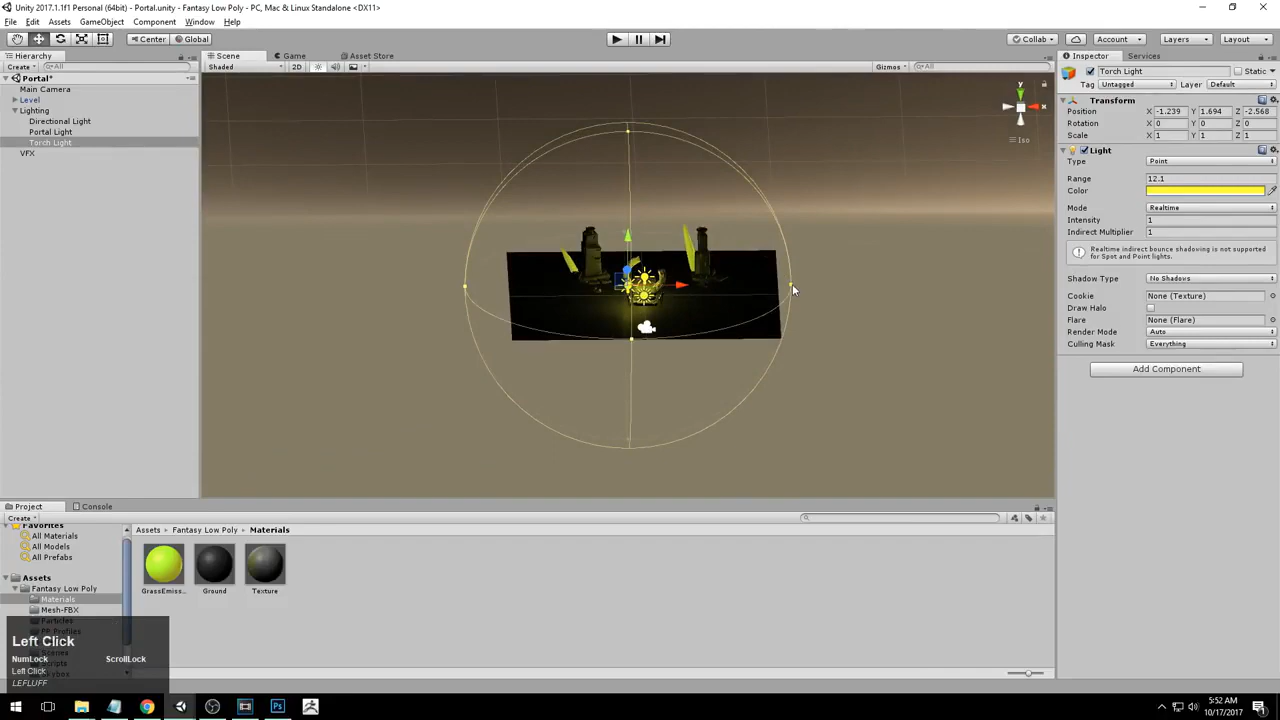 Unity 2017.1.1f1 Personal (64bit) - Portal.unity - Fantasy Low Poly - PC, Mac & Linux Standalone <DX11>
File Edit Assets GameObject Component Window Help
Center Global Collab Account Layers Layout
Hierarchy Scene Game Asset Store Inspector Services
Create All Shaded 2D Gizmos All
Torch Light Static
Tag Untagged Layer Default
Portal*
Main Camera
Level
Lighting
Directional Light
Portal Light
Torch Light
VFX
y
x
Iso
Transform
Position X -1.239 Y 1.694 Z -2.568
Rotation X 0 Y 0 Z 0
Scale X 1 Y 1 Z 1
Light
Type Point
Range 12.1
Color
Mode Realtime
Intensity 1
Indirect Multiplier 1
Realtime indirect bounce shadowing is not supported
for Spot and Point lights.
Shadow Type No Shadows
Cookie None (Texture)
Draw Halo
Flare None (Flare)
Render Mode Auto
Culling Mask Everything
Add Component
Project Console
Create
Favorites
All Materials
All Models
All Prefabs
Assets
Fantasy Low Poly
Materials
Mesh-FBX
Particles
PP Profiles
Scenes
Scripts
Skybox
Assets Fantasy Low Poly Materials
GrassEmiss... Ground Texture
Left Click
NumLock ScrollLock
Left Click
LEFLUFF
Ps
5:52 AM
10/17/2017
1